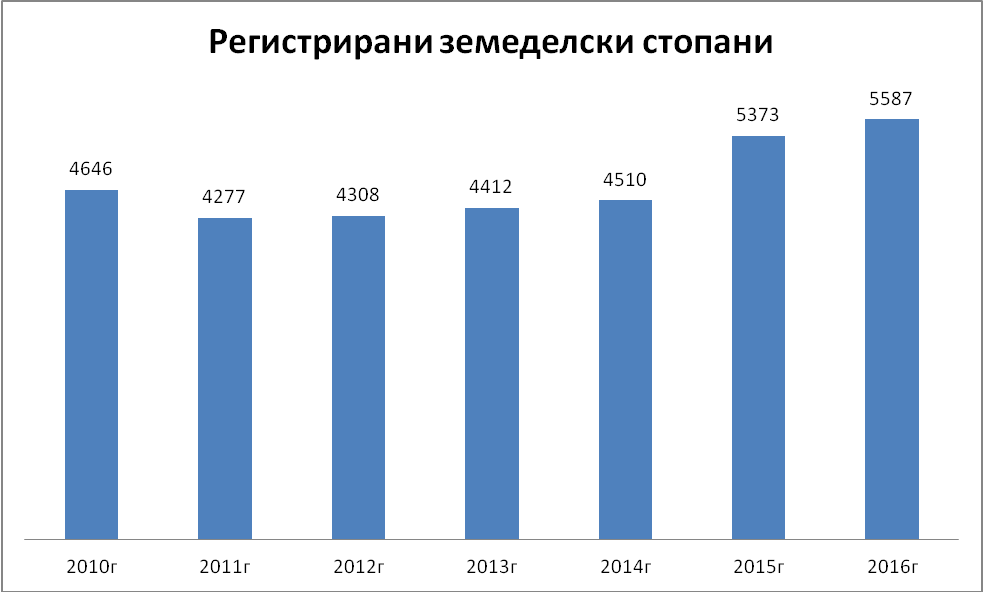 Регистрирани земеделски стопани
4646
4277
4308
4412
4510
5373
5587
2010г
2011г
2012г
2013г
2014г
2015г
2016г